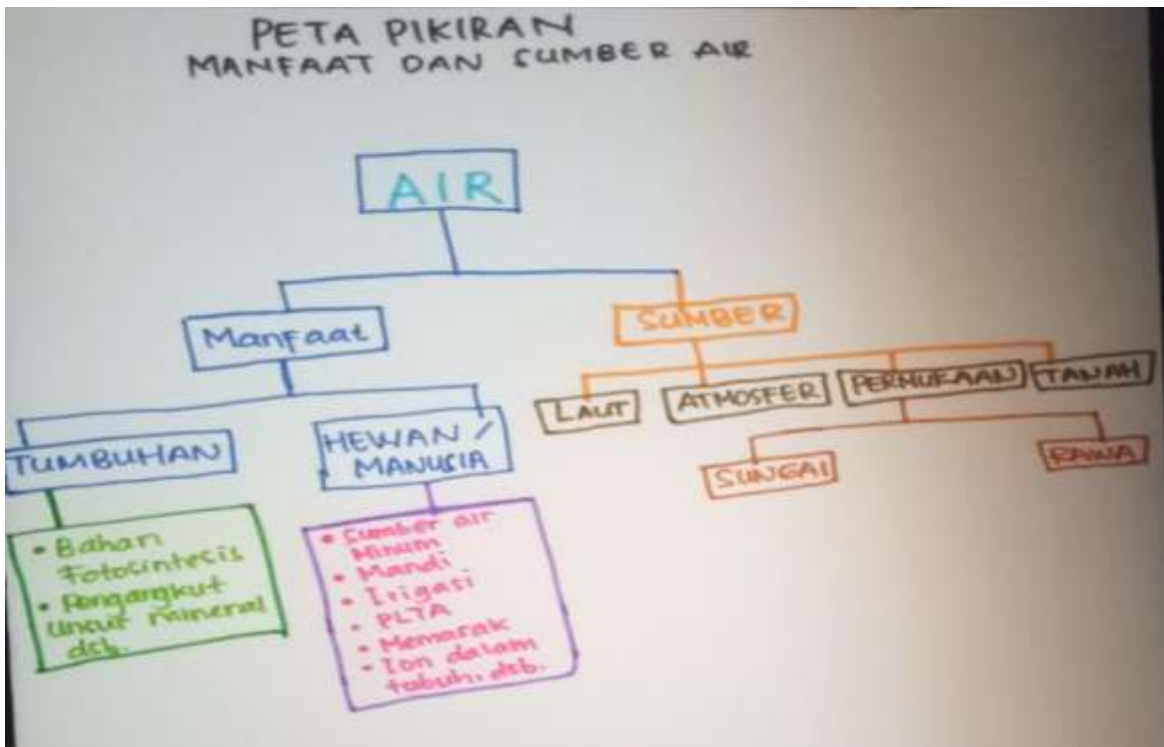 PETA PIKIRAN
MANFAAT DAN SUMBER AIR
AIR
Manfaat
SUMBER
TUMBUHAN
HEWAN /
MANUSIA
LAUT
ATMOSFER
PERMUKAAN
TANAH
SUNGAI
RAWA
• Bahan
Fotosintesis
• Pengangkut
Unsur mineral
dsb.
• Sumber air
Minum
• Mandi
• Irigasi
• PLTA
• Memasak
• Ion dalam
tubuh, dsb.